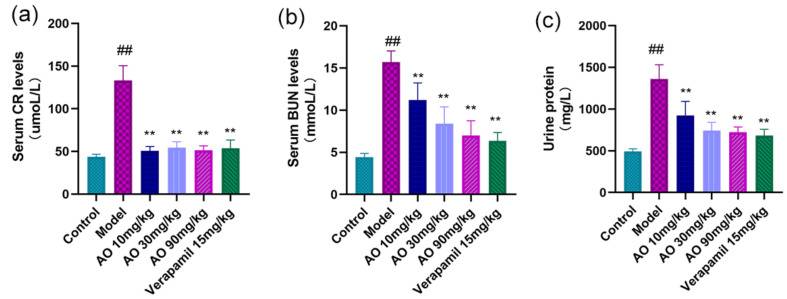 (a)
Serum CR levels
(umoL/L)
200
150
100
50
0
##
**
**
**
**
Control
Model
AO 10mg/kg
AO 30mg/kg
AO 90mg/kg
Verapamil 15mg/kg
(b)
Serum BUN levels
(mmoL/L)
20
15
10
5
0
##
**
**
**
**
Control
Model
AO 10mg/kg
AO 30mg/kg
AO 90mg/kg
Verapamil 15mg/kg
(c)
Urine protein
(mg/L)
2000
1500
1000
500
0
##
**
**
**
**
Control
Model
AO 10mg/kg
AO 30mg/kg
AO 90mg/kg
Verapamil 15mg/kg